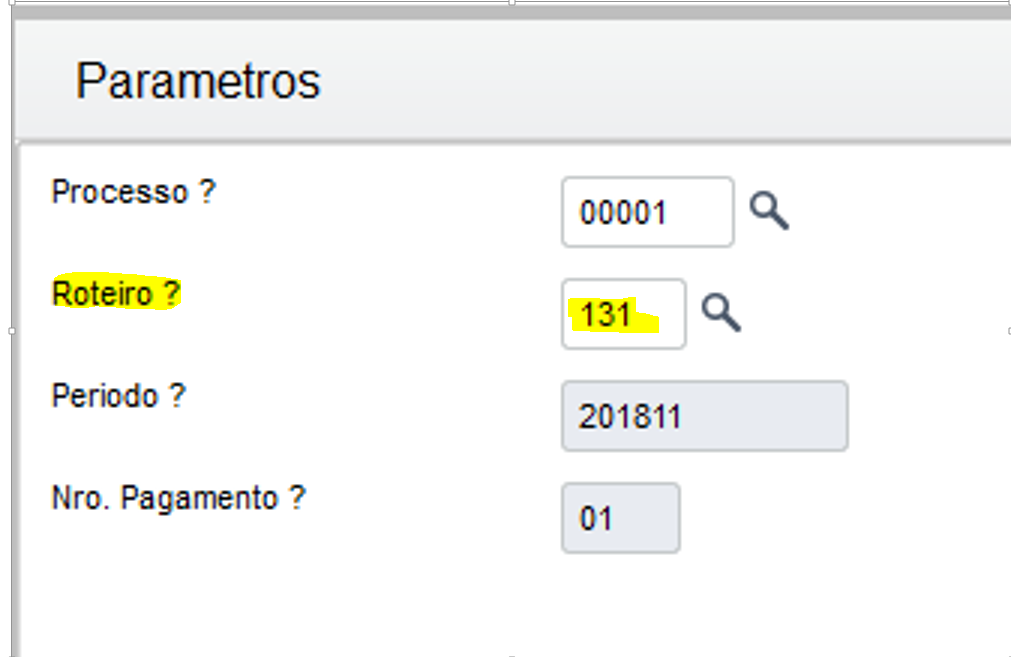 Parametros
Processo ?
00001
Roteiro ?
131
Periodo ?
201811
Nro. Pagamento ?
01